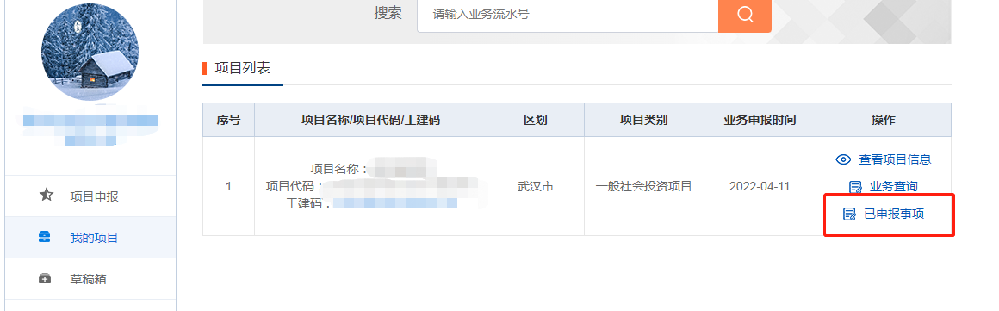 搜索 请输入业务流水号
项目列表
序号 项目名称/项目代码/工建码 区划 项目类别 业务申报时间 操作
1 项目名称： 武汉市 一般社会投资项目 2022-04-11 查看项目信息
项目代码：
工建码：
业务查询
已申报事项
项目申报
我的项目
草稿箱